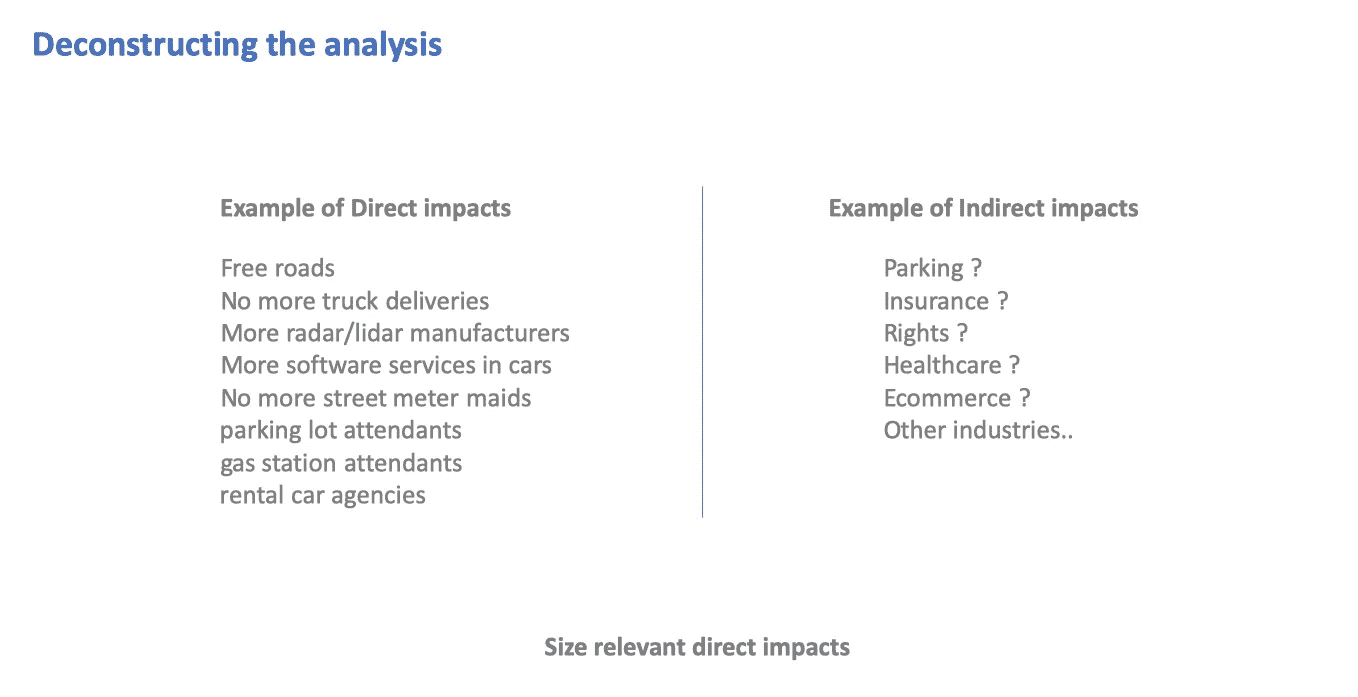 Deconstructing the analysis
Example of Direct impacts
Free roads
No more truck deliveries
More radar/lidar manufacturers
More software services in cars
No more street meter maids
parking lot attendants
gas station attendants
rental car agencies
Example of Indirect impacts
Parking ?
Insurance ?
Rights ?
Healthcare ?
Ecommerce ?
Other industries..
Size relevant direct impacts